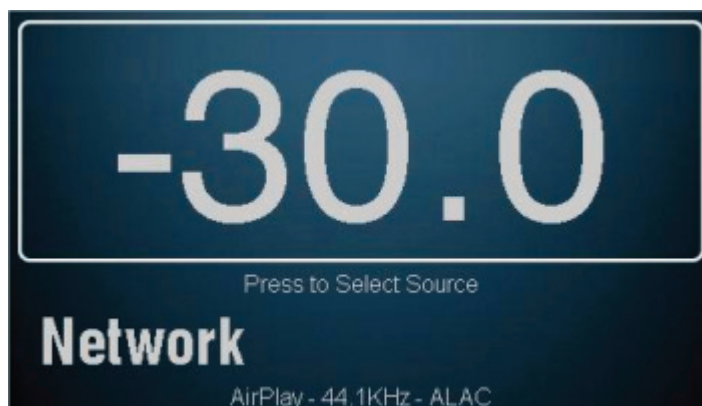 -30.0
Press to Select Source
Network
AirPlay - 44.1KHz - ALAC